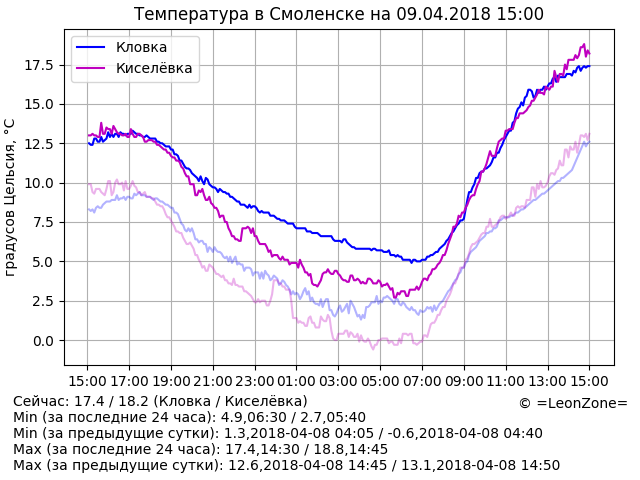 Температура в Смоленске на 09.04.2018 15:00
Кловка
Киселёвка
градусов Цельсия, °C
17.5
15.0
12.5
10.0
7.5
5.0
2.5
0.0
15:00 17:00 19:00 21:00 23:00 01:00 03:00 05:00 07:00 09:00 11:00 13:00 15:00
Сейчас: 17.4 / 18.2 (Кловка / Киселёвка)
© =LeonZone=
Min (за последние 24 часа): 4.9,06:30 / 2.7,05:40
Min (за предыдущие сутки): 1.3,2018-04-08 04:05 / -0.6,2018-04-08 04:40
Max (за последние 24 часа): 17.4,14:30 / 18.8,14:45
Max (за предыдущие сутки): 12.6,2018-04-08 14:45 / 13.1,2018-04-08 14:50